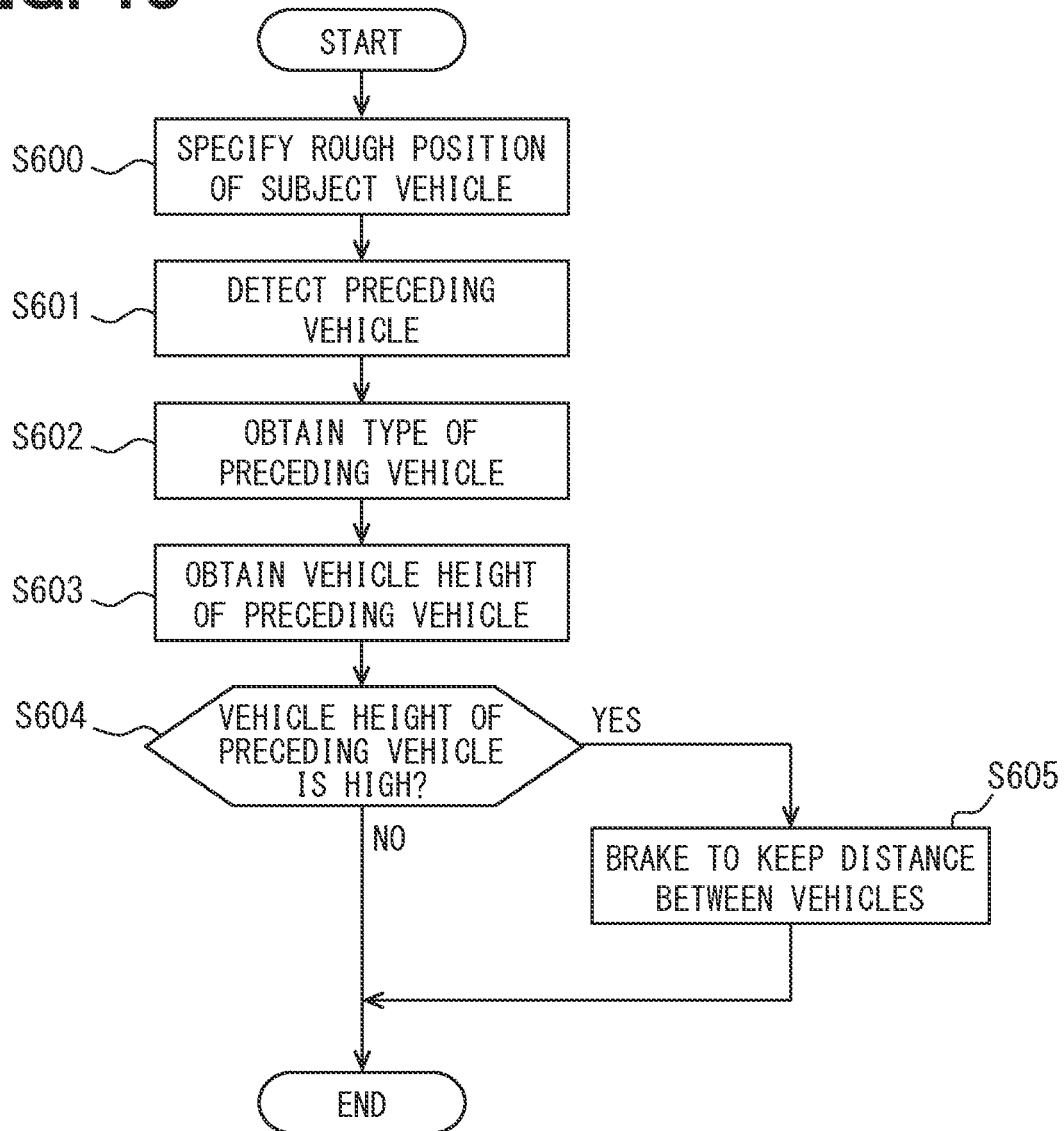 START
S600
SPECIFY ROUGH POSITION
OF SUBJECT VEHICLE
S601
DETECT PRECEDING
VEHICLE
S602
OBTAIN TYPE OF
PRECEDING VEHICLE
S603
OBTAIN VEHICLE HEIGHT
OF PRECEDING VEHICLE
S604
VEHICLE HEIGHT OF
PRECEDING VEHICLE
IS HIGH?
YES
NO
S605
BRAKE TO KEEP DISTANCE
BETWEEN VEHICLES
END